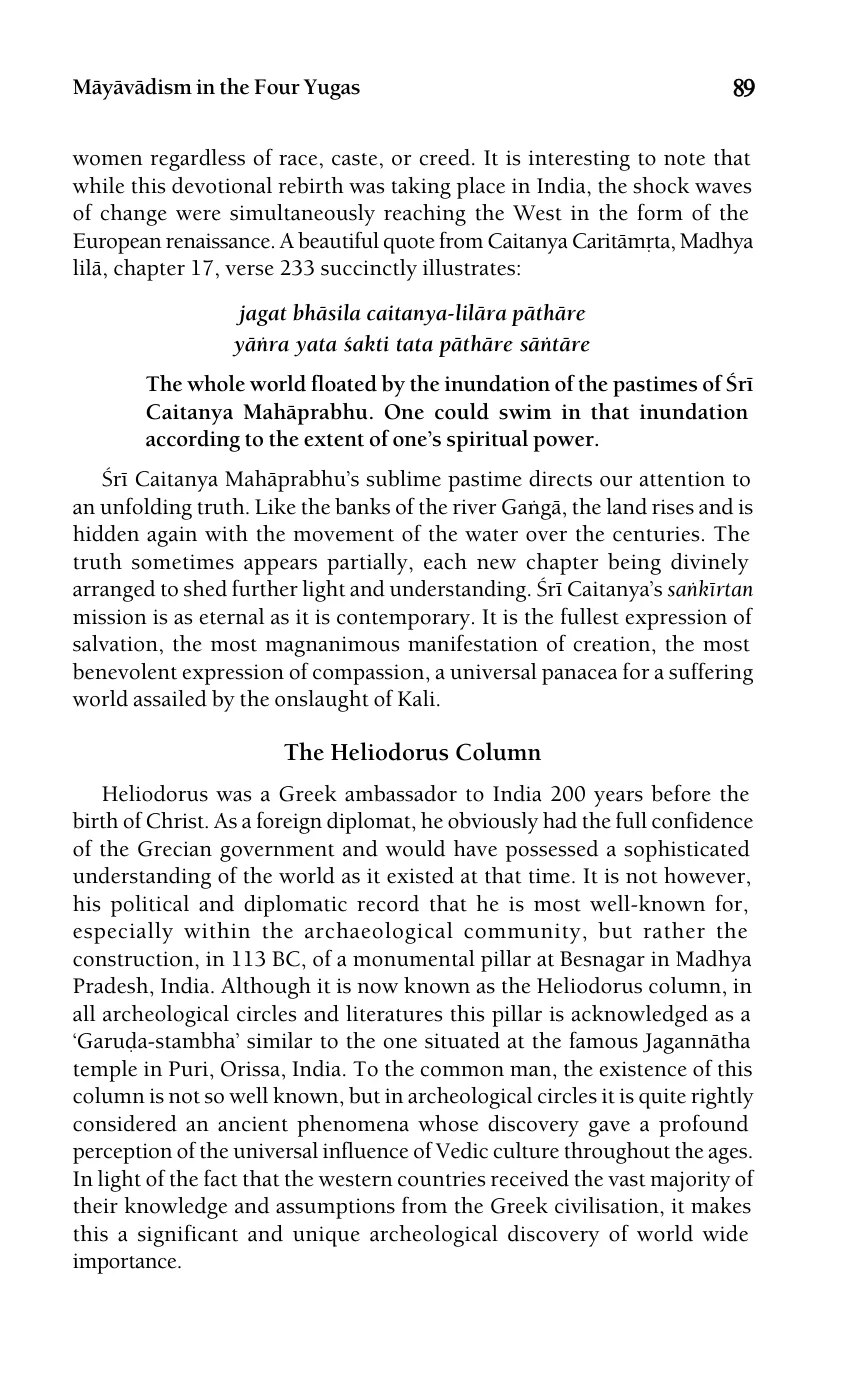 Māyāvādism in the Four Yugas 89
women regardless of race, caste, or creed. It is interesting to note that
while this devotional rebirth was taking place in India, the shock waves
of change were simultaneously reaching the West in the form of the
European renaissance. A beautiful quote from Caitanya Caritāmṛta, Madhya
lilā, chapter 17, verse 233 succinctly illustrates:
jagat bhāsila caitanya-lilāra pāthāre
yāṅra yata śakti tata pāthāre sāṅtāre
The whole world floated by the inundation of the pastimes of Śrī
Caitanya Mahāprabhu. One could swim in that inundation
according to the extent of one’s spiritual power.
Śrī Caitanya Mahāprabhu’s sublime pastime directs our attention to
an unfolding truth. Like the banks of the river Gaṅgā, the land rises and is
hidden again with the movement of the water over the centuries. The
truth sometimes appears partially, each new chapter being divinely
arranged to shed further light and understanding. Śrī Caitanya’s saṅkīrtan
mission is as eternal as it is contemporary. It is the fullest expression of
salvation, the most magnanimous manifestation of creation, the most
benevolent expression of compassion, a universal panacea for a suffering
world assailed by the onslaught of Kali.
The Heliodorus Column
Heliodorus was a Greek ambassador to India 200 years before the
birth of Christ. As a foreign diplomat, he obviously had the full confidence
of the Grecian government and would have possessed a sophisticated
understanding of the world as it existed at that time. It is not however,
his political and diplomatic record that he is most well-known for,
especially within the archaeological community, but rather the
construction, in 113 BC, of a monumental pillar at Besnagar in Madhya
Pradesh, India. Although it is now known as the Heliodorus column, in
all archeological circles and literatures this pillar is acknowledged as a
‘Garuḍa-stambha’ similar to the one situated at the famous Jagannātha
temple in Puri, Orissa, India. To the common man, the existence of this
column is not so well known, but in archeological circles it is quite rightly
considered an ancient phenomena whose discovery gave a profound
perception of the universal influence of Vedic culture throughout the ages.
In light of the fact that the western countries received the vast majority of
their knowledge and assumptions from the Greek civilisation, it makes
this a significant and unique archeological discovery of world wide
importance.